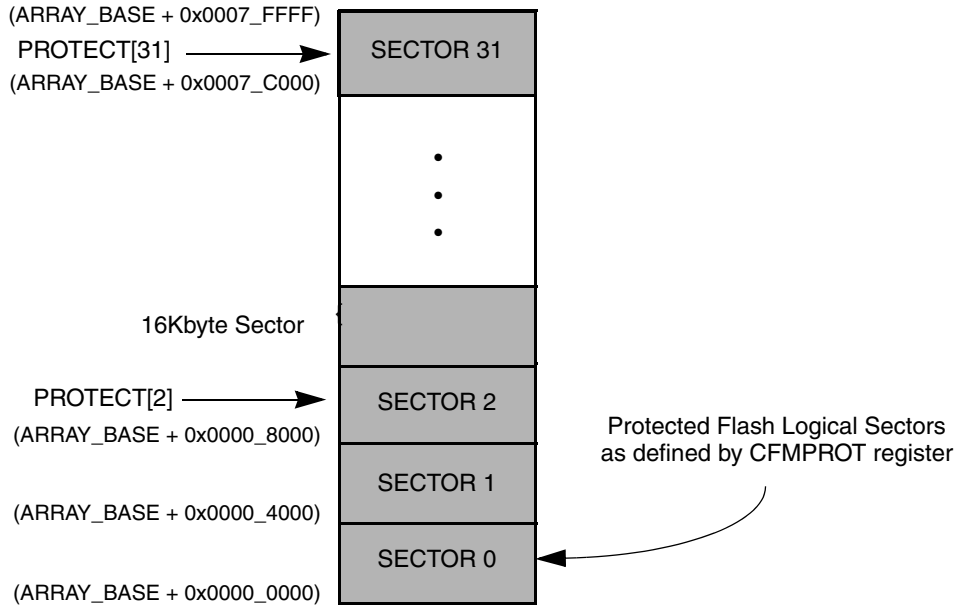 (ARRAY_BASE + 0x0007_FFFF)
PROTECT[31]
SECTOR 31
(ARRAY_BASE + 0x0007_C000)
16Kbyte Sector
PROTECT[2]
SECTOR 2
(ARRAY_BASE + 0x0000_8000)
Protected Flash Logical Sectors
as defined by CFMPROT register
SECTOR 1
(ARRAY_BASE + 0x0000_4000)
SECTOR 0
(ARRAY_BASE + 0x0000_0000)